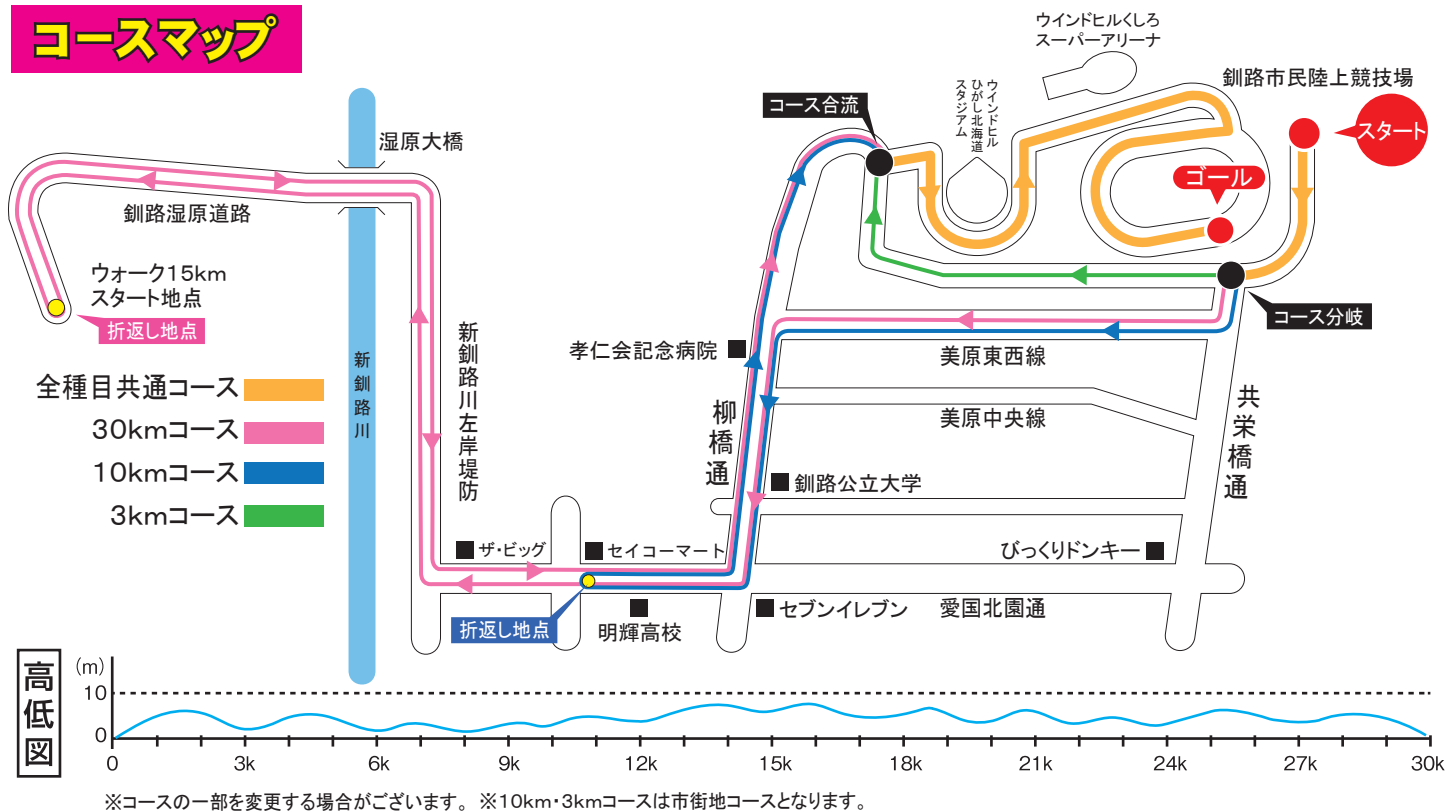 コースマップ
ウインドヒルくしろ
スーパーアリーナ
釧路市民陸上競技場
スタート
コース合流
ウインドヒル
ひがし北海道
スタジアム
ゴール
湿原大橋
釧路湿原道路
ウォーク15km
スタート地点
折返し地点
コース分岐
孝仁会記念病院
美原東西線
美原中央線
新釧路川
新釧路川左岸堤防
柳橋通
共栄橋通
全種目共通コース
30kmコース
10kmコース
3kmコース
釧路公立大学
ザ・ビッグ
セイコーマート
びっくりドンキー
折返し地点
明輝高校
セブンイレブン
愛国北園通
高低図
(m)
10
0
0 3k 6k 9k 12k 15k 18k 21k 24k 27k 30k
※コースの一部を変更する場合がございます。 ※10km・3kmコースは市街地コースとなります。